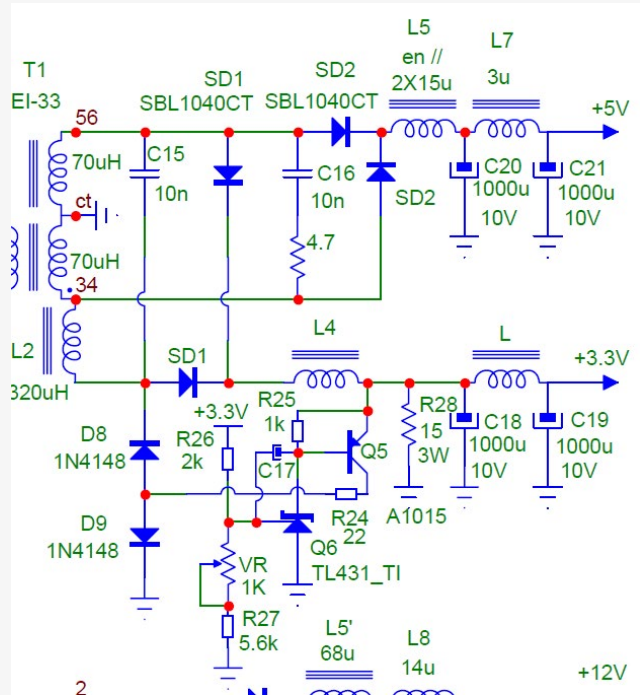 L5
en //
2X15u
L7
3u
T1
EI-33
SD1
SBL1040CT
SD2
SBL1040CT
+5V
56
70uH
C15
10n
C16
10n
SD2
C20
1000u
10V
C21
1000u
10V
ct
70uH
34
4.7
L2
320uH
SD1
L4
L
+3.3V
+3.3V
R25
1k
R26
2k
C17
Q5
R28
15
3W
C18
1000u
10V
C19
1000u
10V
D8
1N4148
D9
1N4148
R24
22
A1015
Q6
TL431_TI
VR
1K
R27
5.6k
L5'
68u
L8
14u
+12V
2